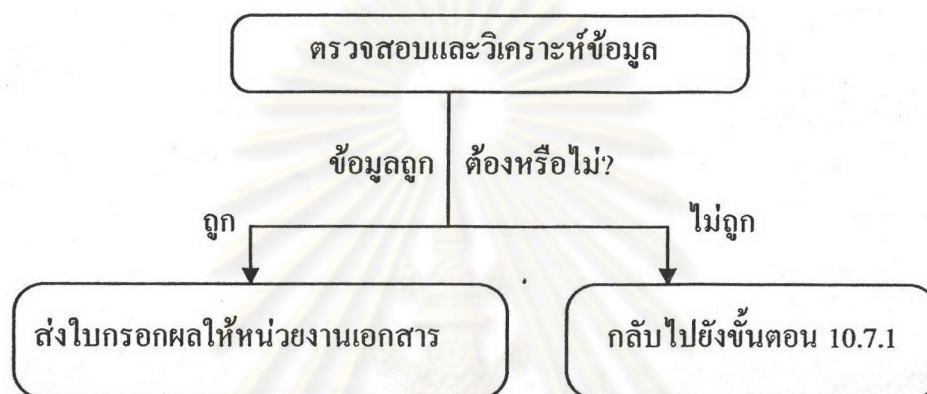 ตรวจสอบและวิเคราะห์ข้อมูล
ข้อมูลถูก ต้องหรือไม่?
ถูก ไม่ถูก
ส่งใบกรอกผลให้หน่วยงานเอกสาร กลับไปยังขั้นตอน 10.7.1